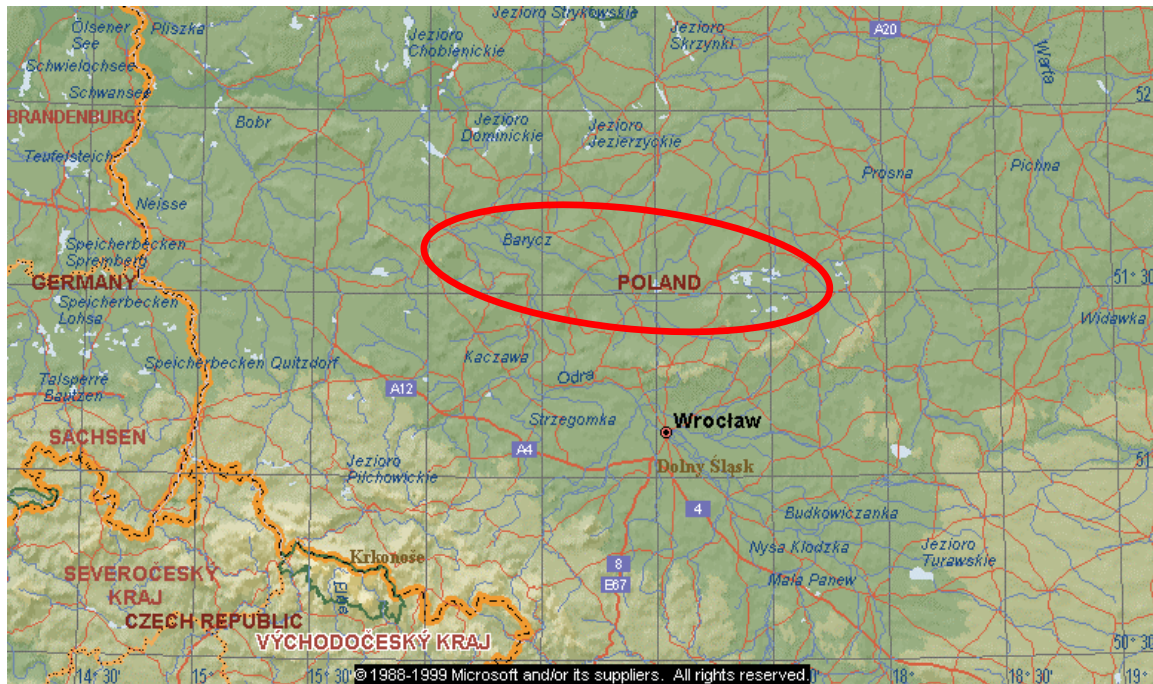 Jezioro Strykowskie
Olsener
See
Pliszka
A20
Jezioro
Chobienickie
Jezioro
Skrzynki
Warta
Schwielochsee
Schwansee
52
BRANDENBURG
Bobr
Jezioro
Dominickie
Jezioro
Jezierzyckie
Teufelsteich
Pichna
Prosna
Neisse
Barycz
Speicherbecken
Spremberg
GERMANY
POLAND
51° 30
Speicherbecken
Lohsa
Widawka
Kaczawa
Speicherbecken Quitzdorf
Odra
Talsperre
Bautzen
A12
Strzegomka
Wrocław
SACHSEN
A4
Jezioro
Pilchowickie
Dolny Śląsk
51
4
Budkowiczanka
Nysa Kłodzka
Jezioro
Turawskie
Krkonoše
8
E67
Mala Panew
SEVEROČESKÝ
KRAJ
Elbe
CZECH REPUBLIC
VÝCHODOČESKÝ KRAJ
50° 30
14°30
15°
15° 30
© 1988-1999 Microsoft and/or its suppliers. All rights reserved.
18°
18° 30
19°